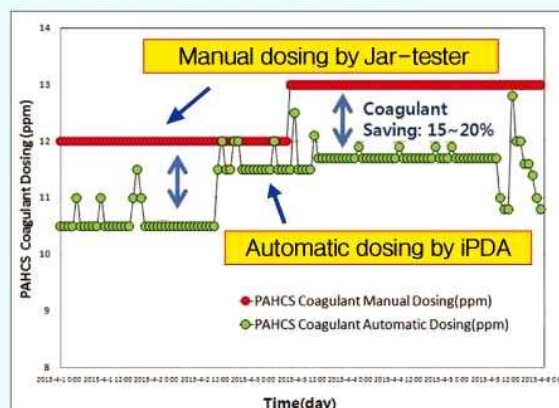 14
13
12
11
10
9
8
PAHCS Coagulant Dosing(ppm)
Manual dosing by Jar-tester
Coagulant
Saving: 15~20%
Automatic dosing by iPDA
PAHCS Coagulant Manual Dosing(ppm)
PAHCS Coagulant Automatic Dosing(ppm)
Time(day)